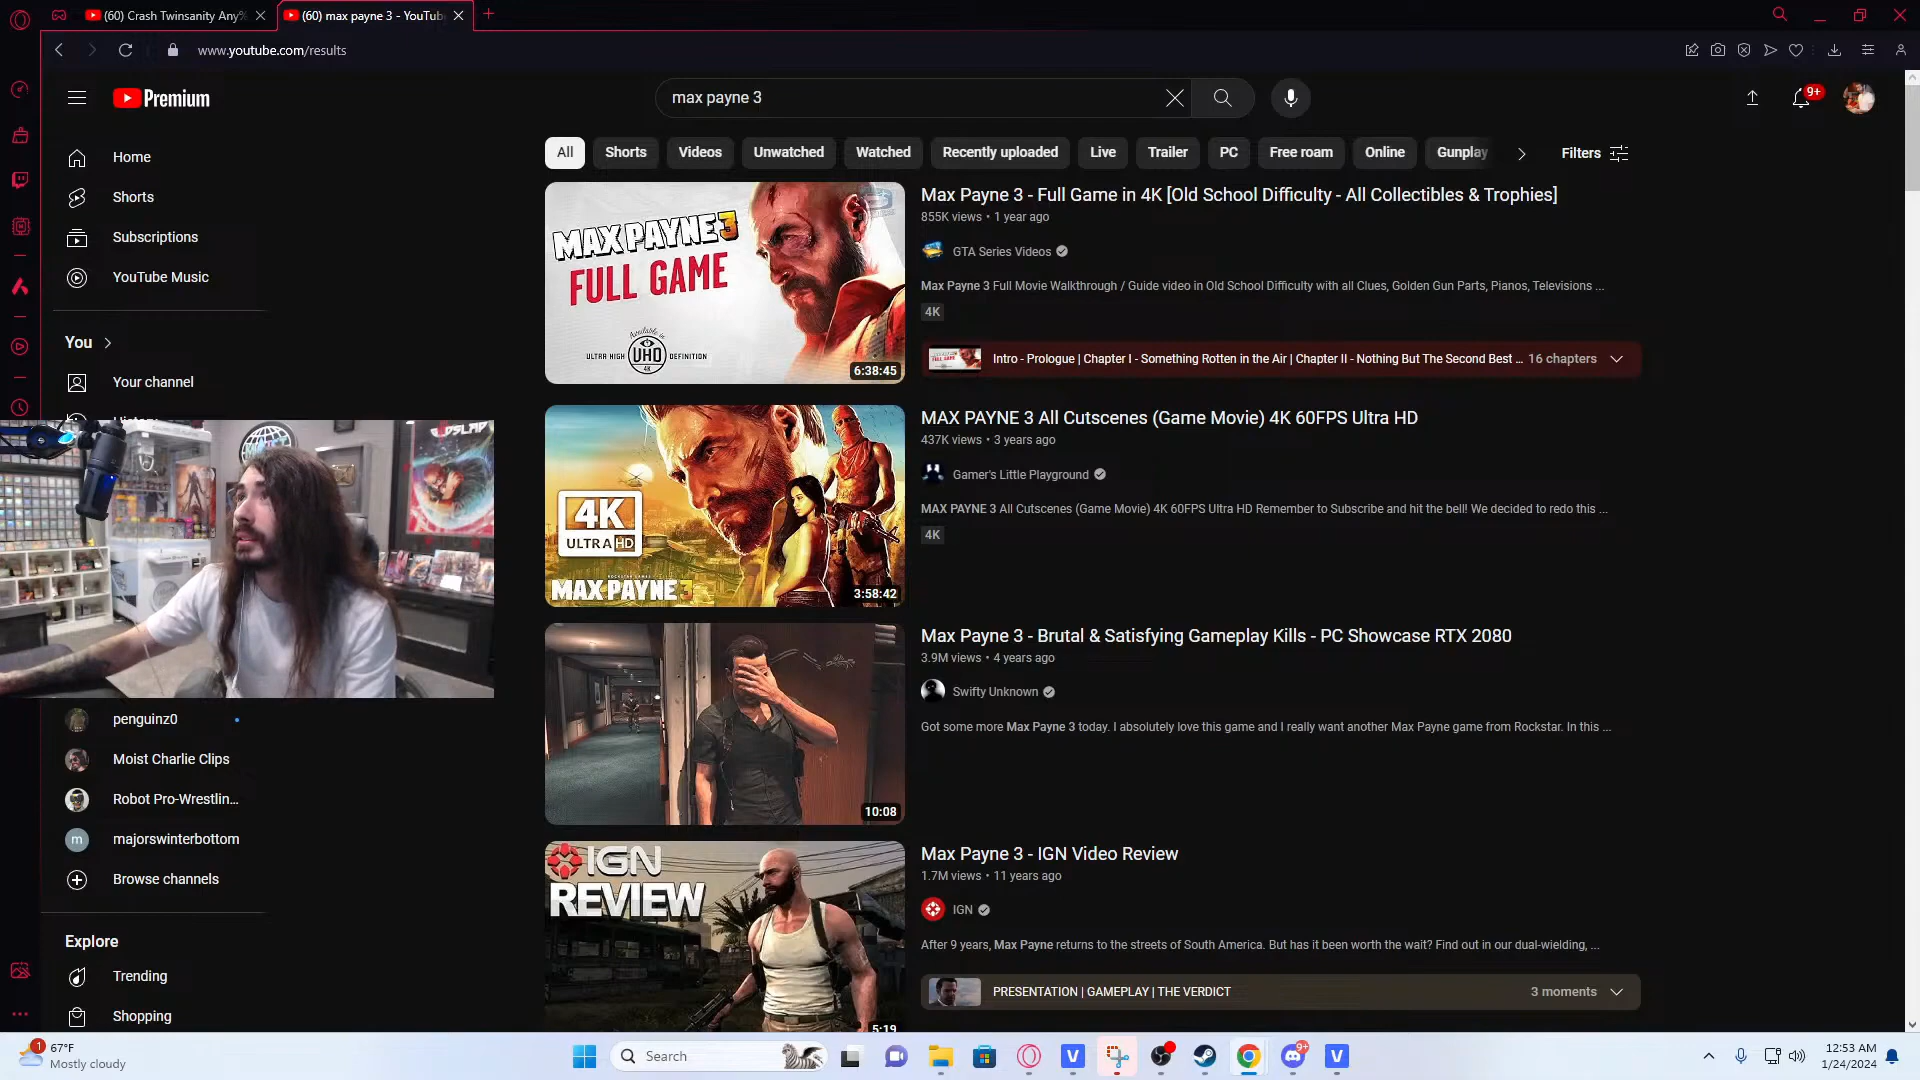 (60) Crash Twinsanity Any%
(60) max payne 3 - YouTub
www.youtube.com/results
Premium
max payne 3
9+
Home
Shorts
Subscriptions
YouTube Music
You
Your channel
History
penguinz0
Moist Charlie Clips
Robot Pro-Wrestlin...
m
majorswinterbottom
Browse channels
Explore
Trending
Shopping
All
Shorts
Videos
Unwatched
Watched
Recently uploaded
Live
Trailer
PC
Free roam
Online
Gunplay
Filters
MAX PAYNE 3
FULL GAME
Available in
ULTRA HIGH UHD DEFINITION
4K
6:38:45
Max Payne 3 - Full Game in 4K [Old School Difficulty - All Collectibles & Trophies]
855K views • 1 year ago
GTA Series Videos
Max Payne 3 Full Movie Walkthrough / Guide video in Old School Difficulty with all Clues, Golden Gun Parts, Pianos, Televisions ...
4K
Intro - Prologue | Chapter I - Something Rotten in the Air | Chapter II - Nothing But The Second Best ... 16 chapters
4K
ULTRA HD
ROCKSTAR GAMES
MAX PAYNE 3
3:58:42
MAX PAYNE 3 All Cutscenes (Game Movie) 4K 60FPS Ultra HD
437K views • 3 years ago
Gamer's Little Playground
MAX PAYNE 3 All Cutscenes (Game Movie) 4K 60FPS Ultra HD Remember to Subscribe and hit the bell! We decided to redo this ...
4K
10:08
Max Payne 3 - Brutal & Satisfying Gameplay Kills - PC Showcase RTX 2080
3.9M views • 4 years ago
Swifty Unknown
Got some more Max Payne 3 today. I absolutely love this game and I really want another Max Payne game from Rockstar. In this ...
IGN
REVIEW
5:19
Max Payne 3 - IGN Video Review
1.7M views • 11 years ago
IGN
After 9 years, Max Payne returns to the streets of South America. But has it been worth the wait? Find out in our dual-wielding, ...
PRESENTATION | GAMEPLAY | THE VERDICT 3 moments
1
67°F
Mostly cloudy
Search
V
9+
V
12:53 AM
1/24/2024